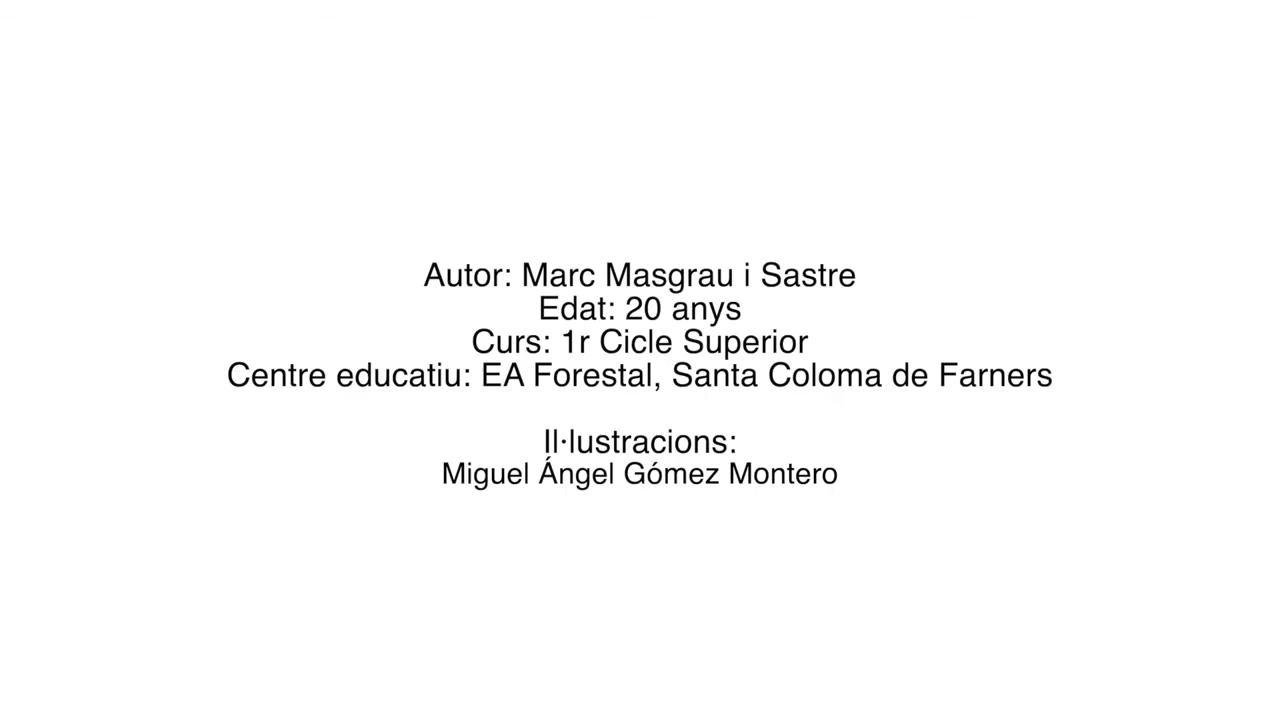 Autor: Marc Masgrau i Sastre
Edat: 20 anys
Curs: 1r Cicle Superior
Centre educatiu: EA Forestal, Santa Coloma de Farners
Il·lustracions:
Miguel Ángel Gómez Montero